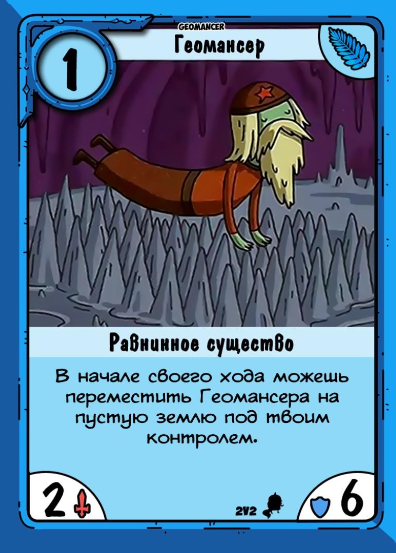 GEOMANCER
Геомансер
1
Равнинное существо
В начале своего хода можешь
переместить Геомансера на
пустую землю под твоим
контролем.
2
2V2
6